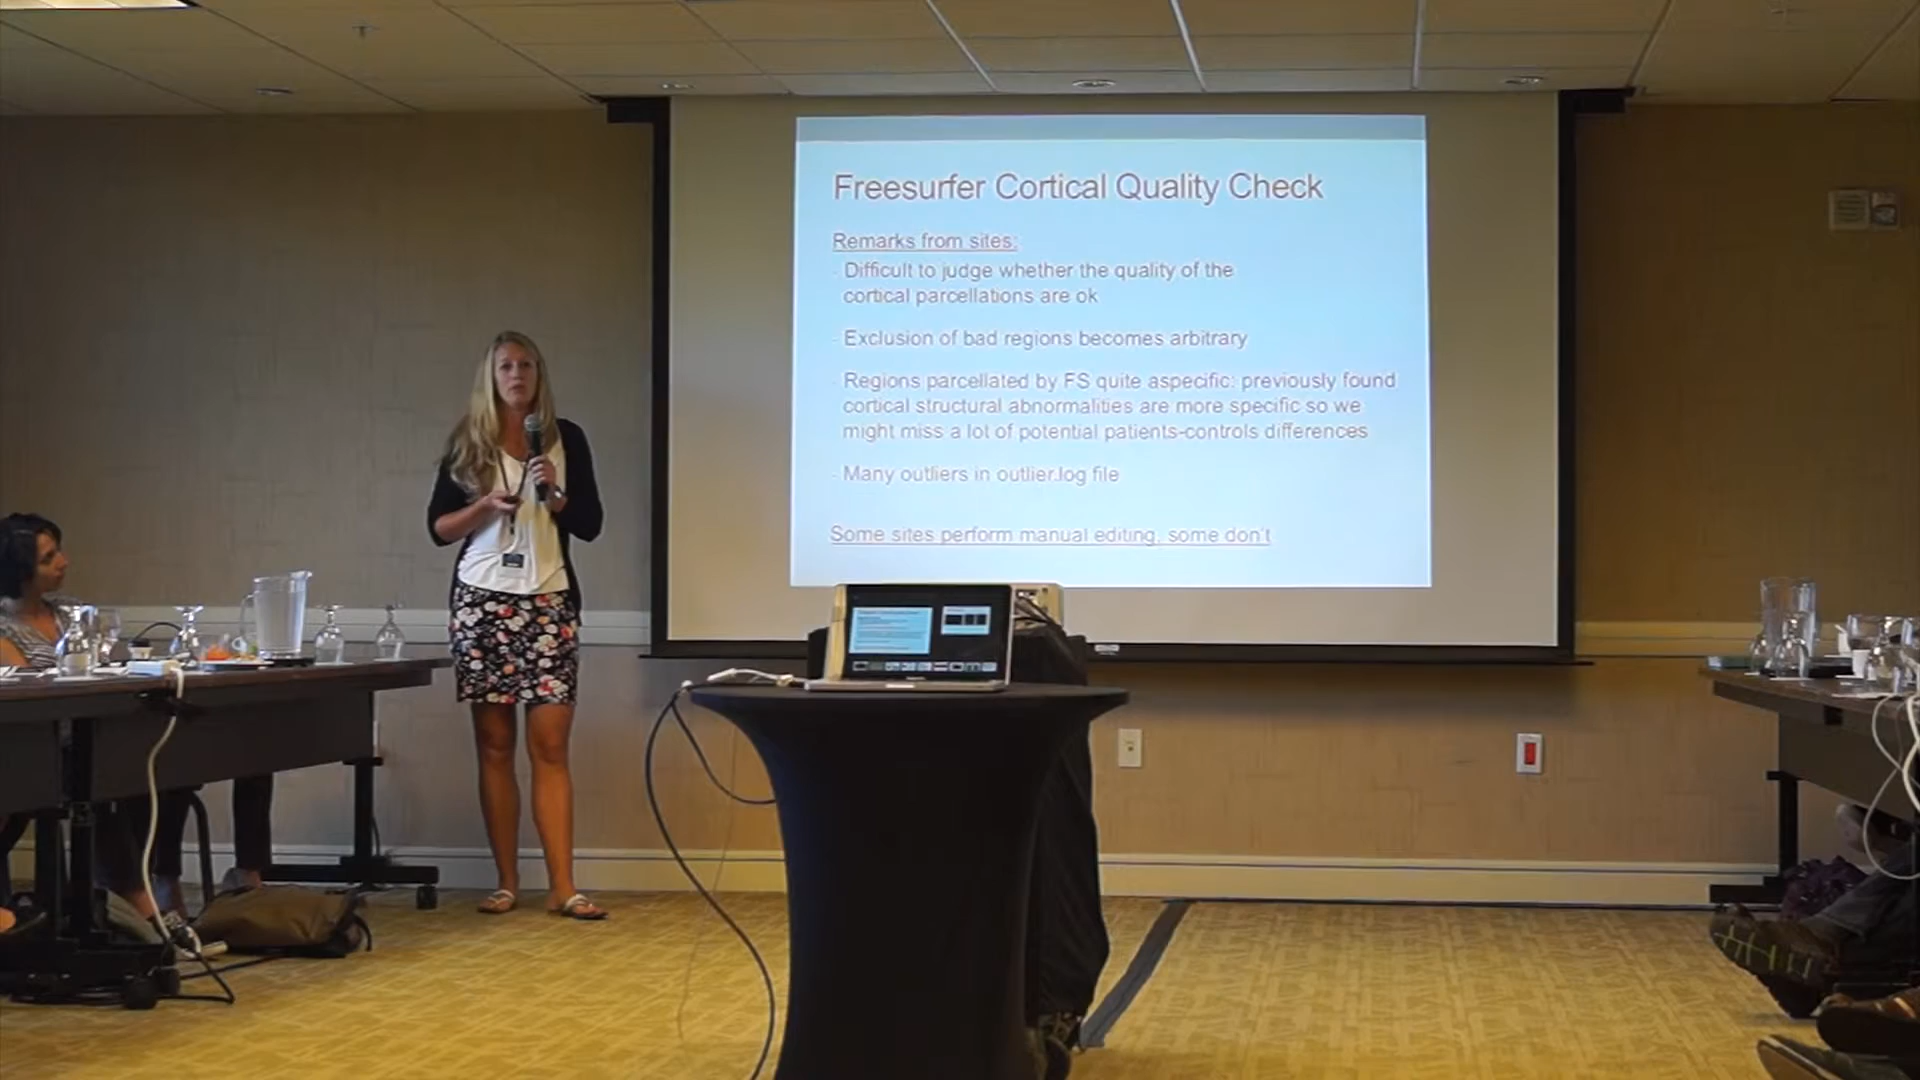 Freesurfer Cortical Quality Check
Remarks from sites:
- Difficult to judge whether the quality of the
cortical parcellations are ok
- Exclusion of bad regions becomes arbitrary
- Regions parcellated by FS quite aspecific: previously found
cortical structural abnormalities are more specific so we
might miss a lot of potential patients-controls differences
- Many outliers in outlier.log file
Some sites perform manual editing, some don't